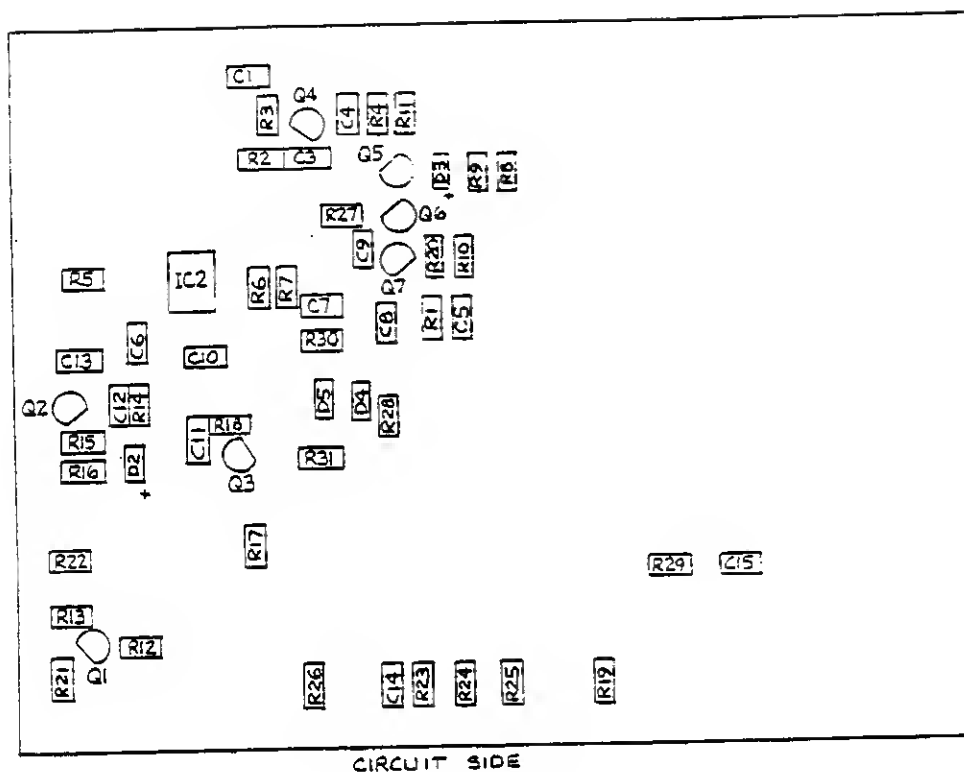 C1
R3
Q4
C4
R4
R11
R2
C3
Q5
D3
+
R9
R8
R27
Q6
C9
Q7
R20
R10
R5
IC2
R6
R7
C7
C8
R1
C5
C6
R30
C13
C10
D5
D4
R28
Q2
C12
R14
C11
R18
R15
R16
D2
+
Q3
R31
R17
R22
R29
C15
R13
R12
Q1
R21
R26
C14
R23
R24
R25
R19
CIRCUIT SIDE